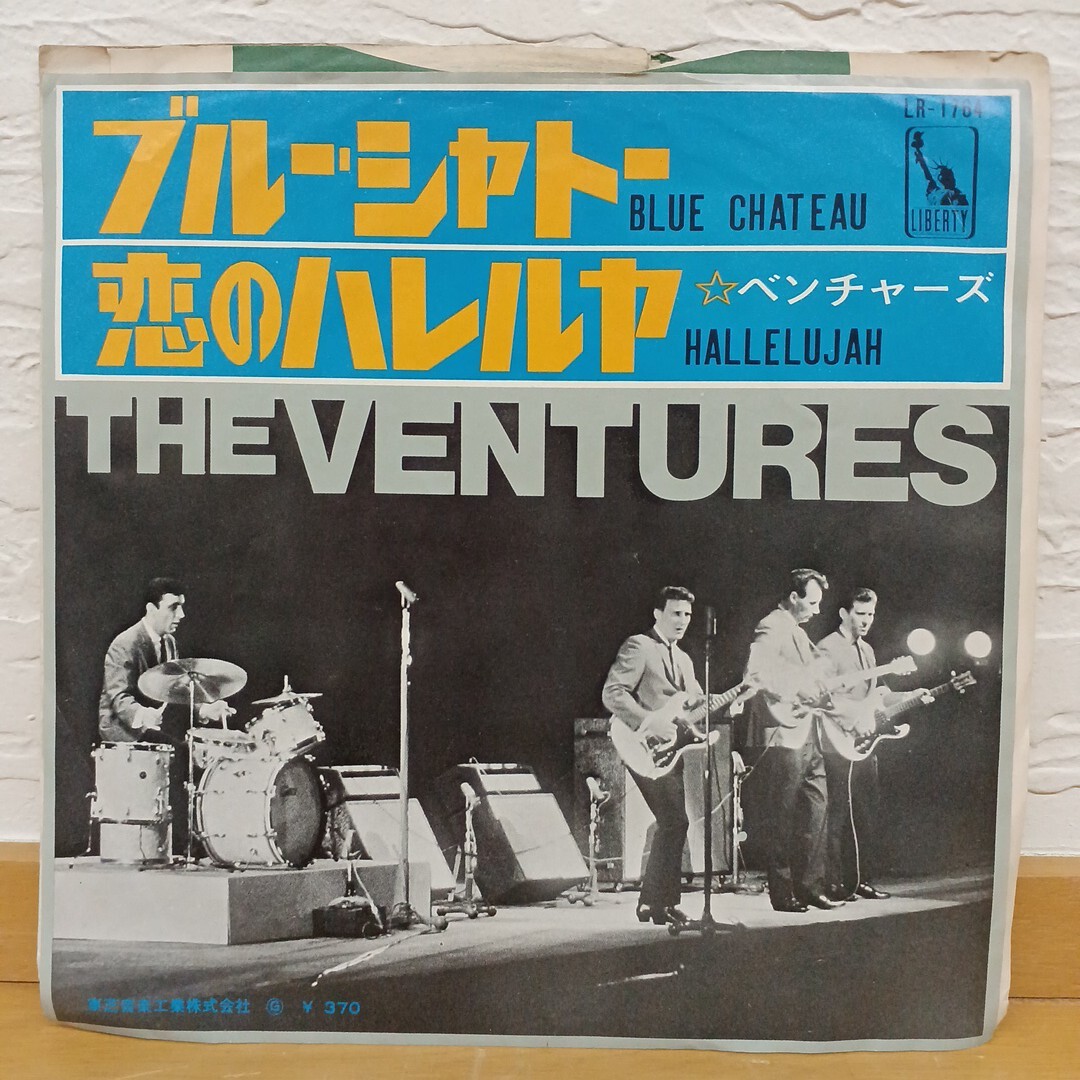 LR-1764
ブルー・シャトー
BLUE CHATEAU
LIBERTY
恋のハレルヤ
☆ベンチャーズ
HALLELUJAH
THE VENTURES
東芝音楽工業株式会社 Ⓖ ¥ 370